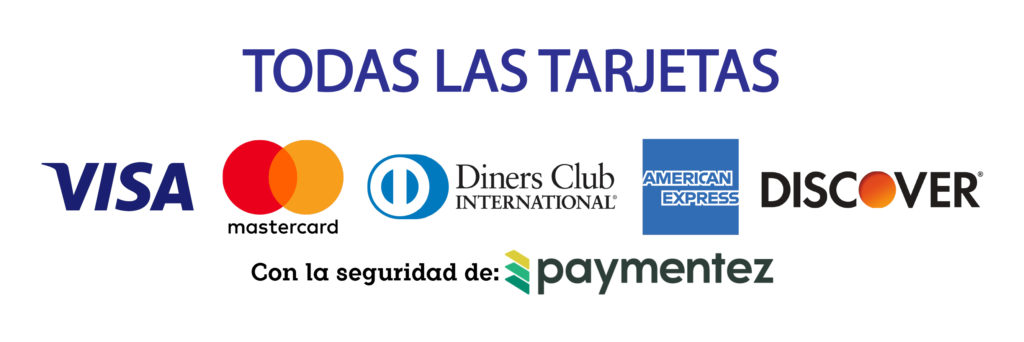 TODAS LAS TARJETAS
VISA
mastercard
Diners Club
INTERNATIONAL®
AMERICAN
EXPRESS
DISCOVER®
Con la seguridad de: paymentez